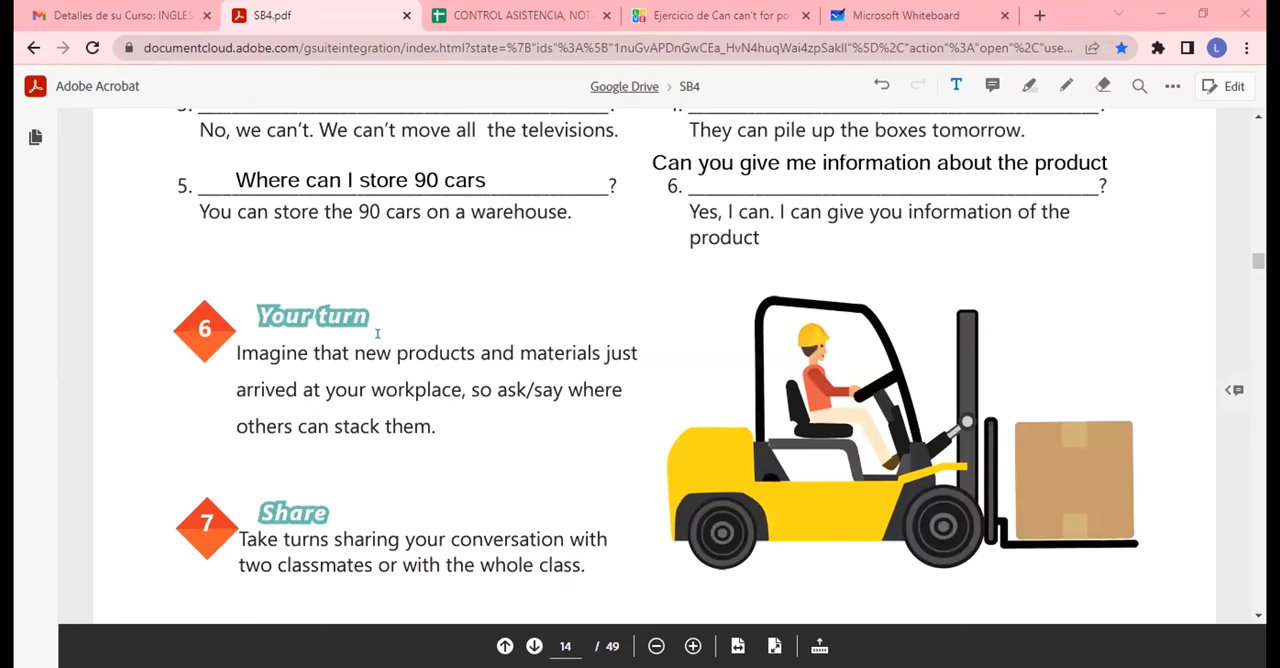 Detalles de su Curso: INGLES
SB4.pdf
CONTROL ASISTENCIA, NOT
Ejercicio de Can can't for po
Microsoft Whiteboard
documentcloud.adobe.com/gsuiteintegration/index.html?state=%7B"ids"%3A%5B"1nuGvAPDnGwCEa_HvN4huqWai4zpSakIl"%5D%2C"action"%3A"open"%2C"use...
L
Adobe Acrobat
Google Drive > SB4
Edit
No, we can't. We can't move all the televisions.
They can pile up the boxes tomorrow.
5. Where can I store 90 cars ?
You can store the 90 cars on a warehouse.
Can you give me information about the product
6. ?
Yes, I can. I can give you information of the
product
6 Your turn
Imagine that new products and materials just
arrived at your workplace, so ask/say where
others can stack them.
7 Share
Take turns sharing your conversation with
two classmates or with the whole class.
14 / 49